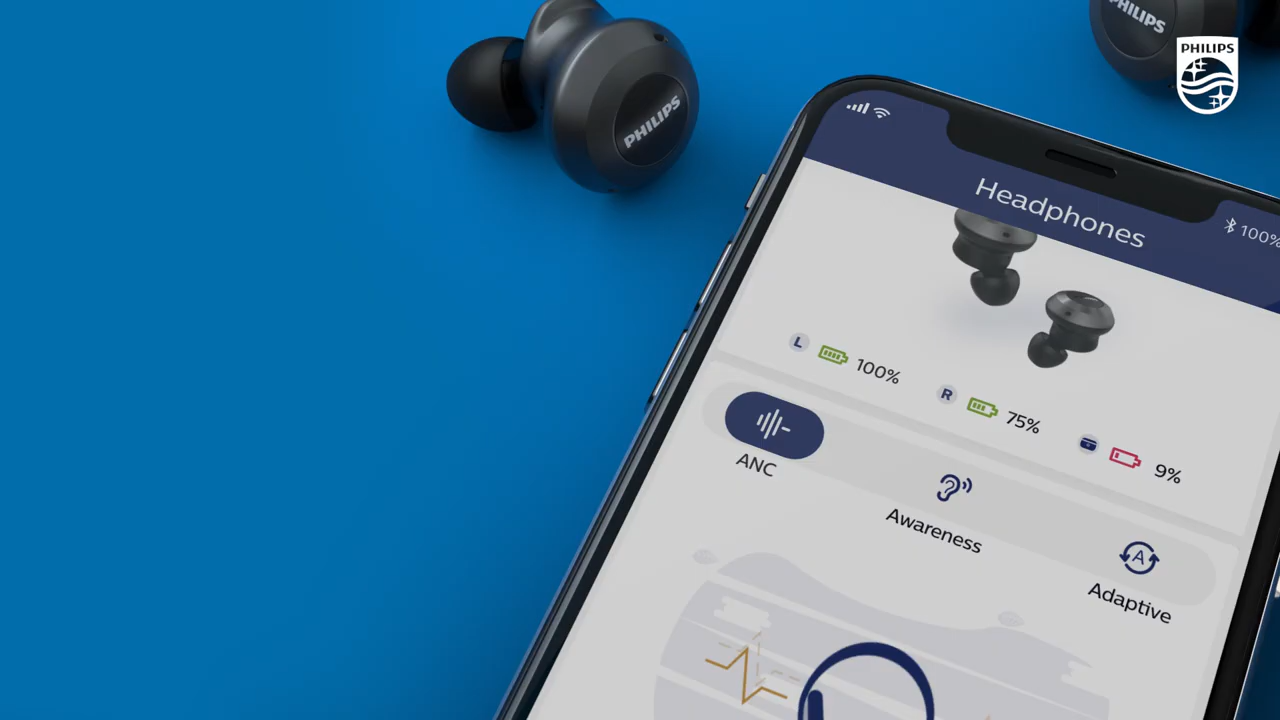 PHILIPS
PHILIPS
PHILIPS
Headphones
100%
L 100%
R 75%
9%
ANC
Awareness
A
Adaptive